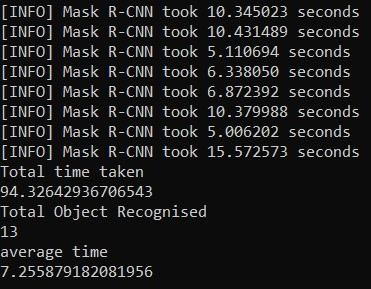 [INFO] Mask R-CNN took 10.345023 seconds
[INFO] Mask R-CNN took 10.431489 seconds
[INFO] Mask R-CNN took 5.110694 seconds
[INFO] Mask R-CNN took 6.338050 seconds
[INFO] Mask R-CNN took 6.872392 seconds
[INFO] Mask R-CNN took 10.379988 seconds
[INFO] Mask R-CNN took 5.006202 seconds
[INFO] Mask R-CNN took 15.572573 seconds
Total time taken
94.32642936706543
Total Object Recognised
13
average time
7.255879182081956